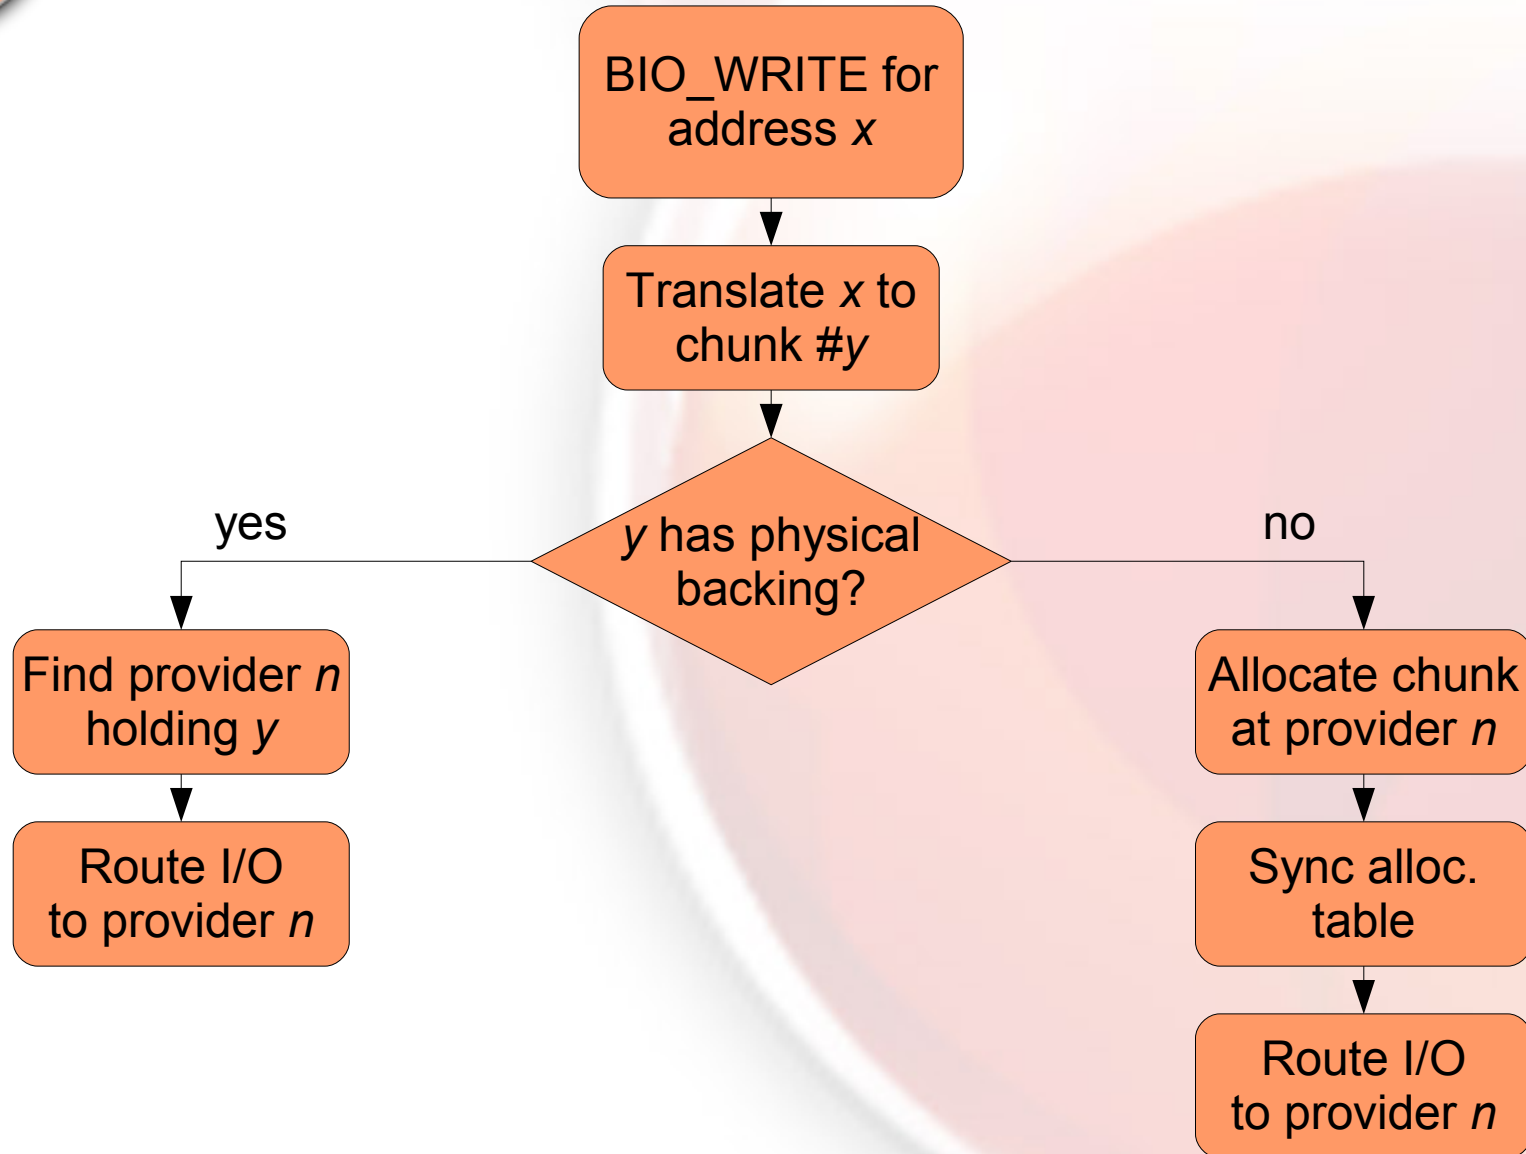 BIO_WRITE for
address x
Translate x to
chunk #y
y has physical
backing?
yes
no
Find provider n
holding y
Route I/O
to provider n
Allocate chunk
at provider n
Sync alloc.
table
Route I/O
to provider n